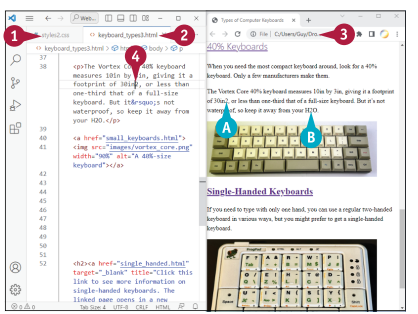 Web...
1
styles2.css
keyboard_types3.html
2
keyboard_types3.html > html > body > p
37
38 <p>The Vortex Core 40% keyboard
measures 10in by 3in, giving it a
footprint of 30in2, or less than
one-third that of a full-size
keyboard. But it&rsquo;s not
waterproof, so keep it away from
your H2O.</p>
4
39
40 <a href="small_keyboards.html">
41 <img src="images/vortex_core.png"
width="90%" alt="A 40%-size
keyboard"></a>
42
43
44
45
46
47
48
49
50
51
52 <h2><a href="single_handed.html"
target="_blank" title="Click this
link to see more information on
single-handed keyboards. The
linked page opens in a new
0 0 Tab Size: 4 UTF-8 CRLF HTML
Types of Computer Keyboards
File C:/Users/Guy/Dro...
3
40% Keyboards
When you need the most compact keyboard around, look for a 40%
keyboard. Only a few manufacturers make them.
The Vortex Core 40% keyboard measures 10in by 3in, giving it a footprint
of 30in2, or less than one-third that of a full-size keyboard. But it's not
waterproof, so keep it away from your H2O.
A
B
Single-Handed Keyboards
If you need to type with only one hand, you can use a regular two-handed
keyboard in various ways, but you might prefer to get a single-handed
keyboard.